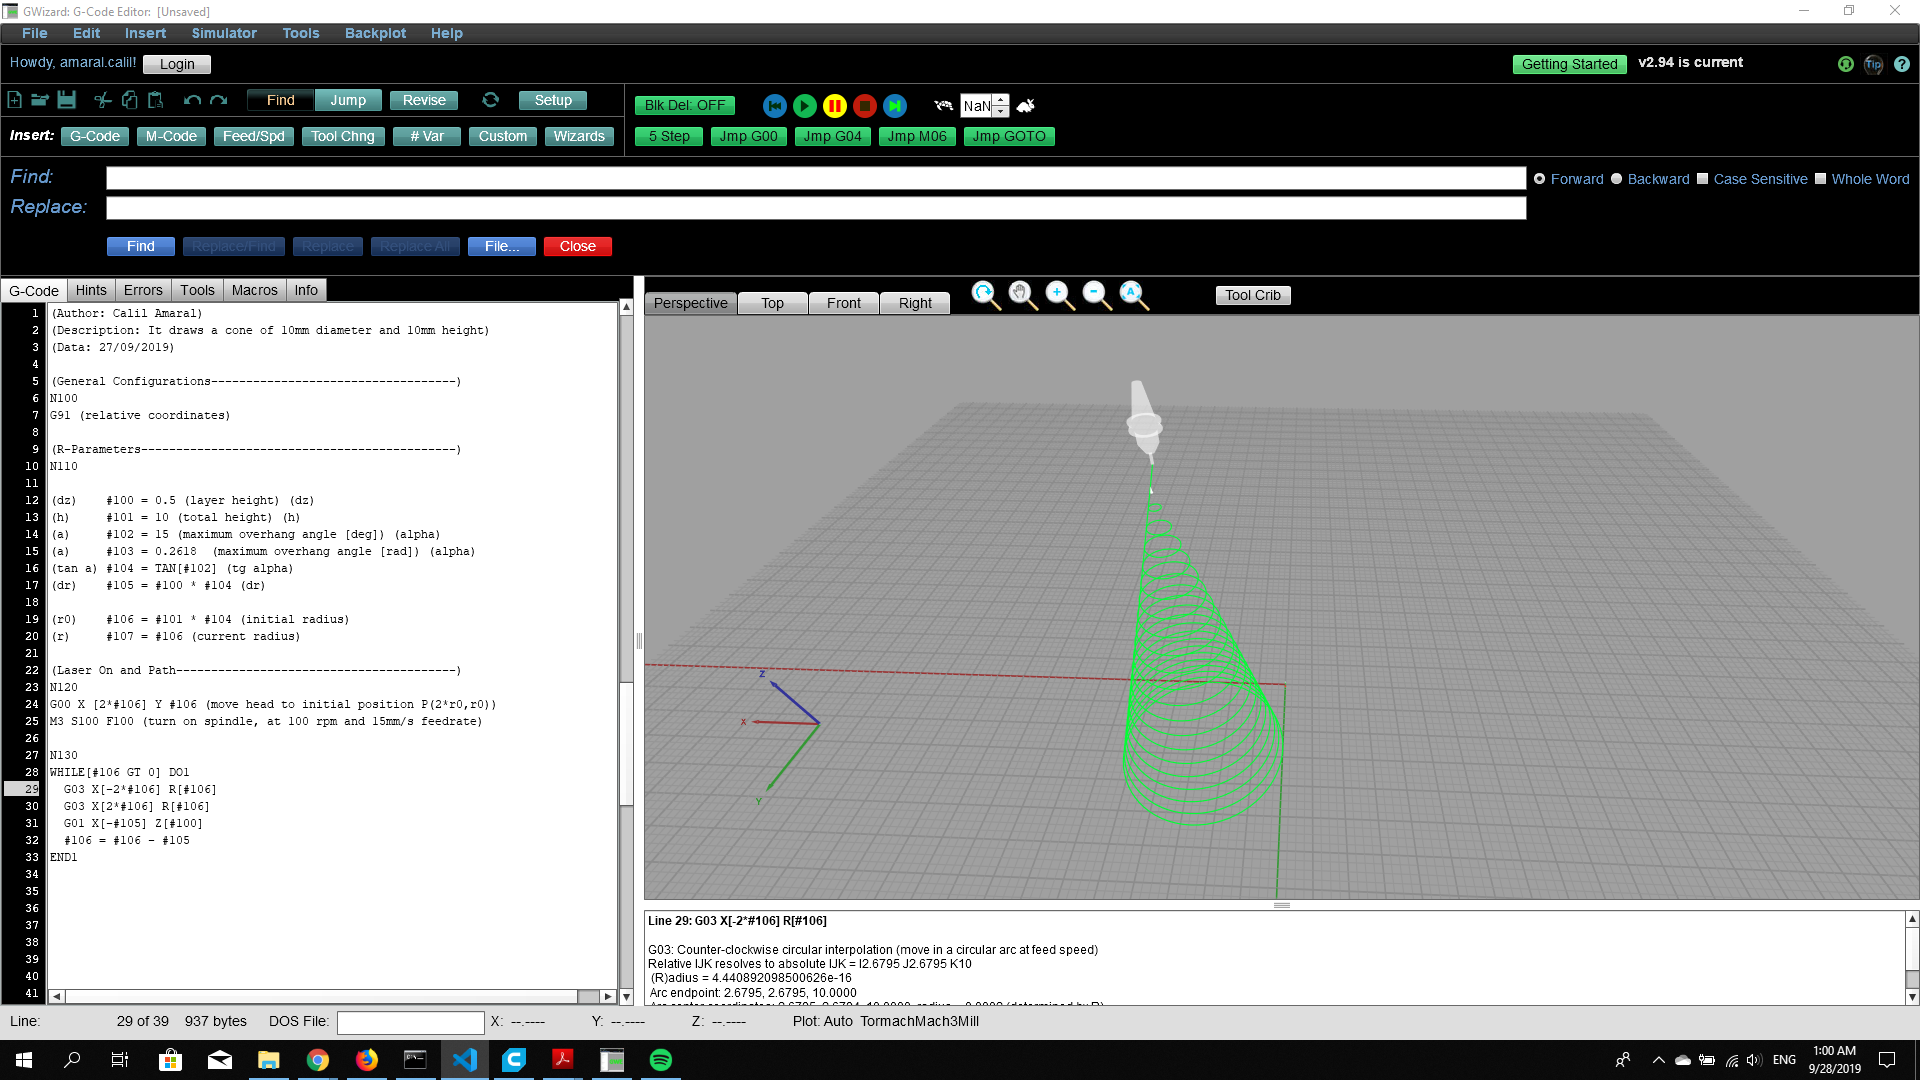 GWizard: G-Code Editor: [Unsaved]
File Edit Insert Simulator Tools Backplot Help
Howdy, amaral.calil! Login Getting Started v2.94 is current Tip ?
Find Jump Revise Setup Blk Del: OFF NaN
Insert: G-Code M-Code Feed/Spd Tool Chng # Var Custom Wizards 5 Step Jmp G00 Jmp G04 Jmp M06 Jmp GOTO
Find: Forward Backward Case Sensitive Whole Word
Replace:
Find Replace/Find Replace Replace All File... Close
G-Code Hints Errors Tools Macros Info
Perspective Top Front Right A Tool Crib
1 (Author: Calil Amaral)
2 (Description: It draws a cone of 10mm diameter and 10mm height)
3 (Data: 27/09/2019)
4
5 (General Configurations-----------------------------------)
6 N100
7 G91 (relative coordinates)
8
9 (R-Parameters---------------------------------------------)
10 N110
11
12 (dz) #100 = 0.5 (layer height) (dz)
13 (h) #101 = 10 (total height) (h)
14 (a) #102 = 15 (maximum overhang angle [deg]) (alpha)
15 (a) #103 = 0.2618 (maximum overhang angle [rad]) (alpha)
16 (tan a) #104 = TAN[#102] (tg alpha)
17 (dr) #105 = #100 * #104 (dr)
18
19 (r0) #106 = #101 * #104 (initial radius)
20 (r) #107 = #106 (current radius)
21
22 (Laser On and Path----------------------------------------)
23 N120
24 G00 X [2*#106] Y #106 (move head to initial position P(2*r0,r0))
25 M3 S100 F100 (turn on spindle, at 100 rpm and 15mm/s feedrate)
26
27 N130
28 WHILE[#106 GT 0] DO1
29 G03 X[-2*#106] R[#106]
30 G03 X[2*#106] R[#106]
31 G01 X[-#105] Z[#100]
32 #106 = #106 - #105
33 END1
34
35
36
37
38
39
40
41
Z
X
Y
Line 29: G03 X[-2*#106] R[#106]
G03: Counter-clockwise circular interpolation (move in a circular arc at feed speed)
Relative IJK resolves to absolute IJK = I2.6795 J2.6795 K10
(R)adius = 4.440892098500626e-16
Arc endpoint: 2.6795, 2.6795, 10.0000
Line: 29 of 39 937 bytes DOS File: X: --.---- Y: --.---- Z: --.---- Plot: Auto TormachMach3Mill
ENG 1:00 AM
9/28/2019